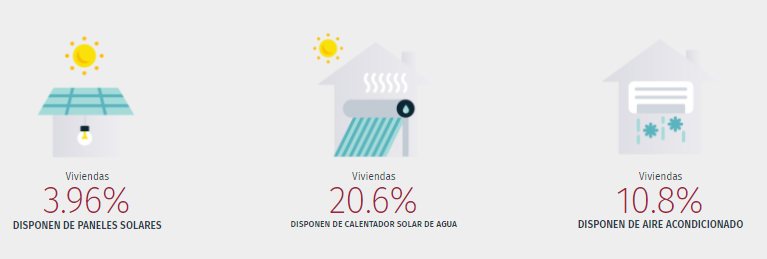 Viviendas
3.96%
DISPONEN DE PANELES SOLARES
Viviendas
20.6%
DISPONEN DE CALENTADOR SOLAR DE AGUA
Viviendas
10.8%
DISPONEN DE AIRE ACONDICIONADO